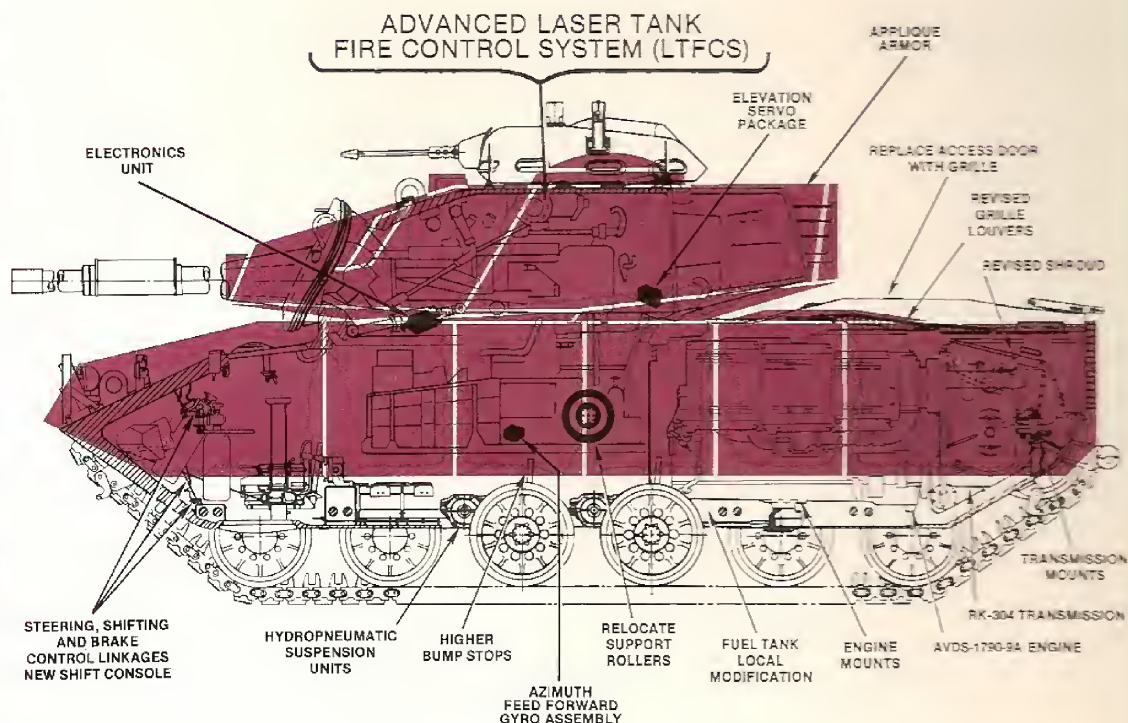 ADVANCED LASER TANK
FIRE CONTROL SYSTEM (LTFCS)
APPLIQUE
ARMOR
ELEVATION
SERVO
PACKAGE
ELECTRONICS
UNIT
REPLACE ACCESS DOOR
WITH GRILLE
REVISED
GRILLE
LOUVERS
REVISED SHROUD
TRANSMISSION
MOUNTS
RK-304 TRANSMISSION
AVDS-1790-9A ENGINE
STEERING, SHIFTING
AND BRAKE
CONTROL LINKAGES
NEW SHIFT CONSOLE
HYDROPNEUMATIC
SUSPENSION
UNITS
HIGHER
BUMP STOPS
AZIMUTH
FEED FORWARD
GYRO ASSEMBLY
RELOCATE
SUPPORT
ROLLERS
FUEL TANK
LOCAL
MODIFICATION
ENGINE
MOUNTS